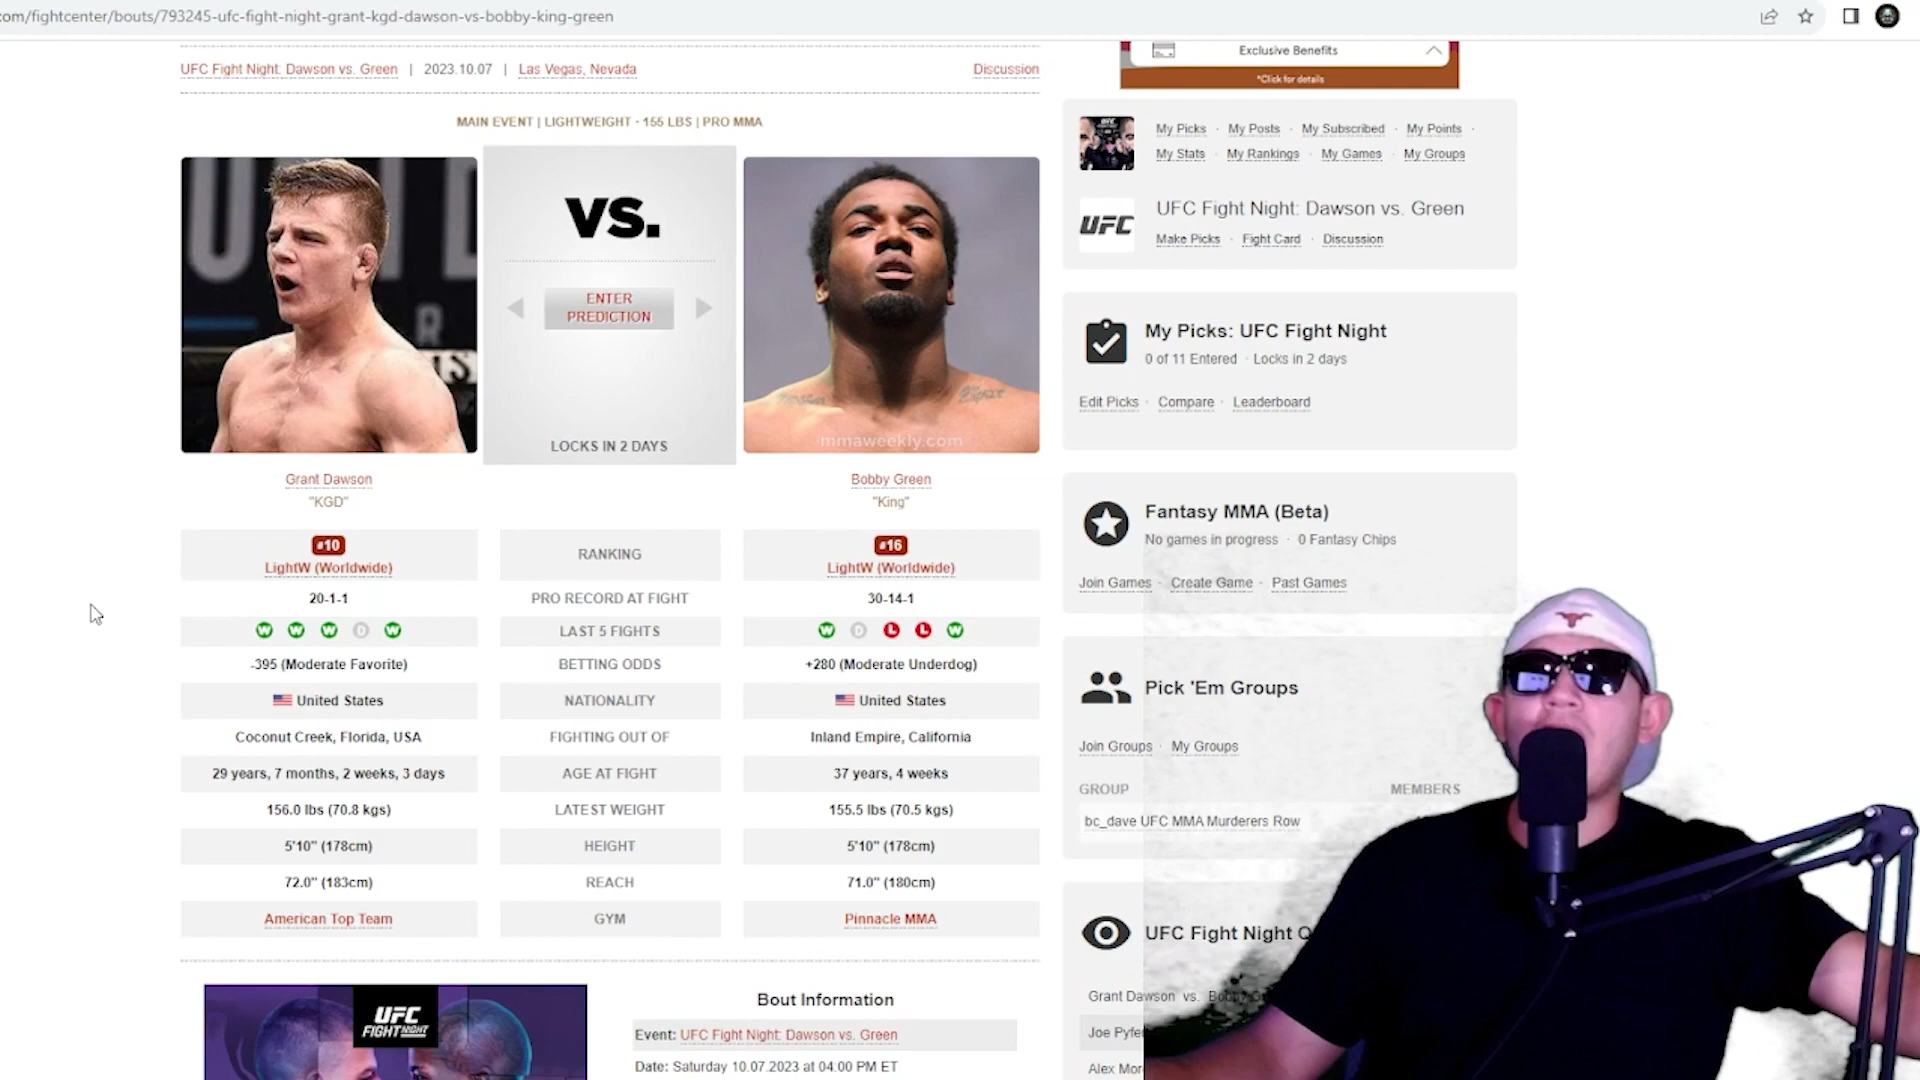 com/fightcenter/bouts/793245-ufc-fight-night-grant-kgd-dawson-vs-bobby-king-green
Exclusive Benefits
*Click for details
UFC Fight Night: Dawson vs. Green | 2023.10.07 | Las Vegas, Nevada
Discussion
MAIN EVENT | LIGHTWEIGHT · 155 LBS | PRO MMA
VS.
ENTER
PREDICTION
LOCKS IN 2 DAYS
mmaweekly.com
Grant Dawson
"KGD"
Bobby Green
"King"
#10
LightW (Worldwide)
RANKING
#16
LightW (Worldwide)
20-1-1 PRO RECORD AT FIGHT 30-14-1
W W W D W LAST 5 FIGHTS W D L L W
-395 (Moderate Favorite) BETTING ODDS +280 (Moderate Underdog)
United States NATIONALITY United States
Coconut Creek, Florida, USA FIGHTING OUT OF Inland Empire, California
29 years, 7 months, 2 weeks, 3 days AGE AT FIGHT 37 years, 4 weeks
156.0 lbs (70.8 kgs) LATEST WEIGHT 155.5 lbs (70.5 kgs)
5'10" (178cm) HEIGHT 5'10" (178cm)
72.0" (183cm) REACH 71.0" (180cm)
American Top Team GYM Pinnacle MMA
UFC
FIGHT NIGHT
Bout Information
Event: UFC Fight Night: Dawson vs. Green
Date: Saturday 10.07.2023 at 04:00 PM ET
My Picks · My Posts · My Subscribed · My Points ·
My Stats · My Rankings · My Games · My Groups
UFC
UFC Fight Night: Dawson vs. Green
Make Picks · Fight Card · Discussion
My Picks: UFC Fight Night
0 of 11 Entered · Locks in 2 days
Edit Picks · Compare · Leaderboard
Fantasy MMA (Beta)
No games in progress · 0 Fantasy Chips
Join Games · Create Game · Past Games
Pick 'Em Groups
Join Groups · My Groups
GROUP MEMBERS
bc_dave UFC MMA Murderers Row
UFC Fight Night
Grant Dawson vs.
Joe Pyfe
Alex Mor